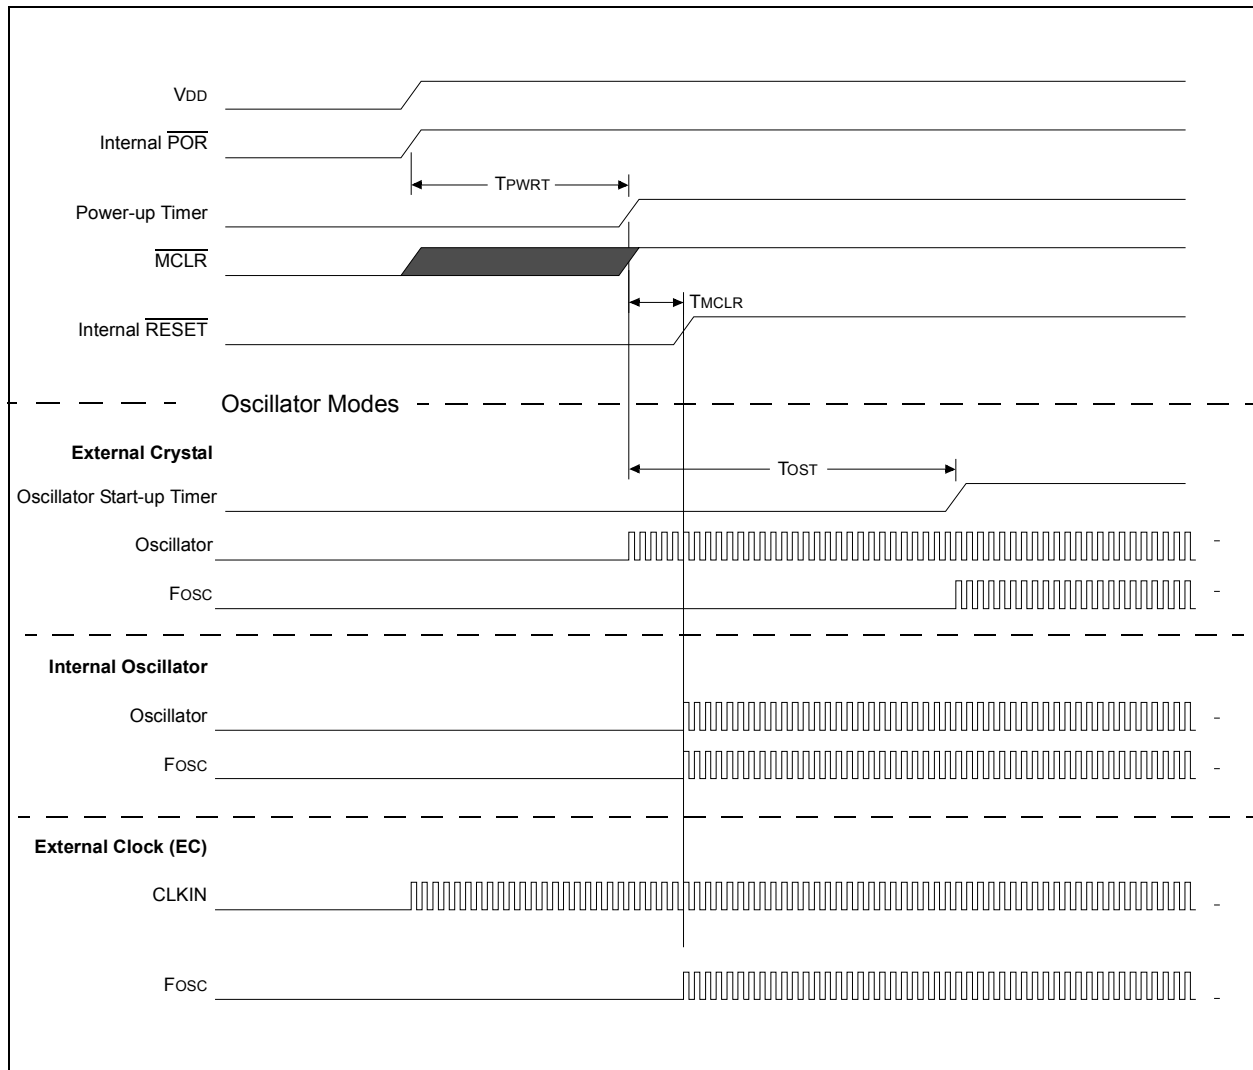 VDD
Internal POR
TPWRT
Power-up Timer
MCLR
TMCLR
Internal RESET
Oscillator Modes
External Crystal
TOST
Oscillator Start-up Timer
Oscillator
FOSC
Internal Oscillator
Oscillator
FOSC
External Clock (EC)
CLKIN
FOSC